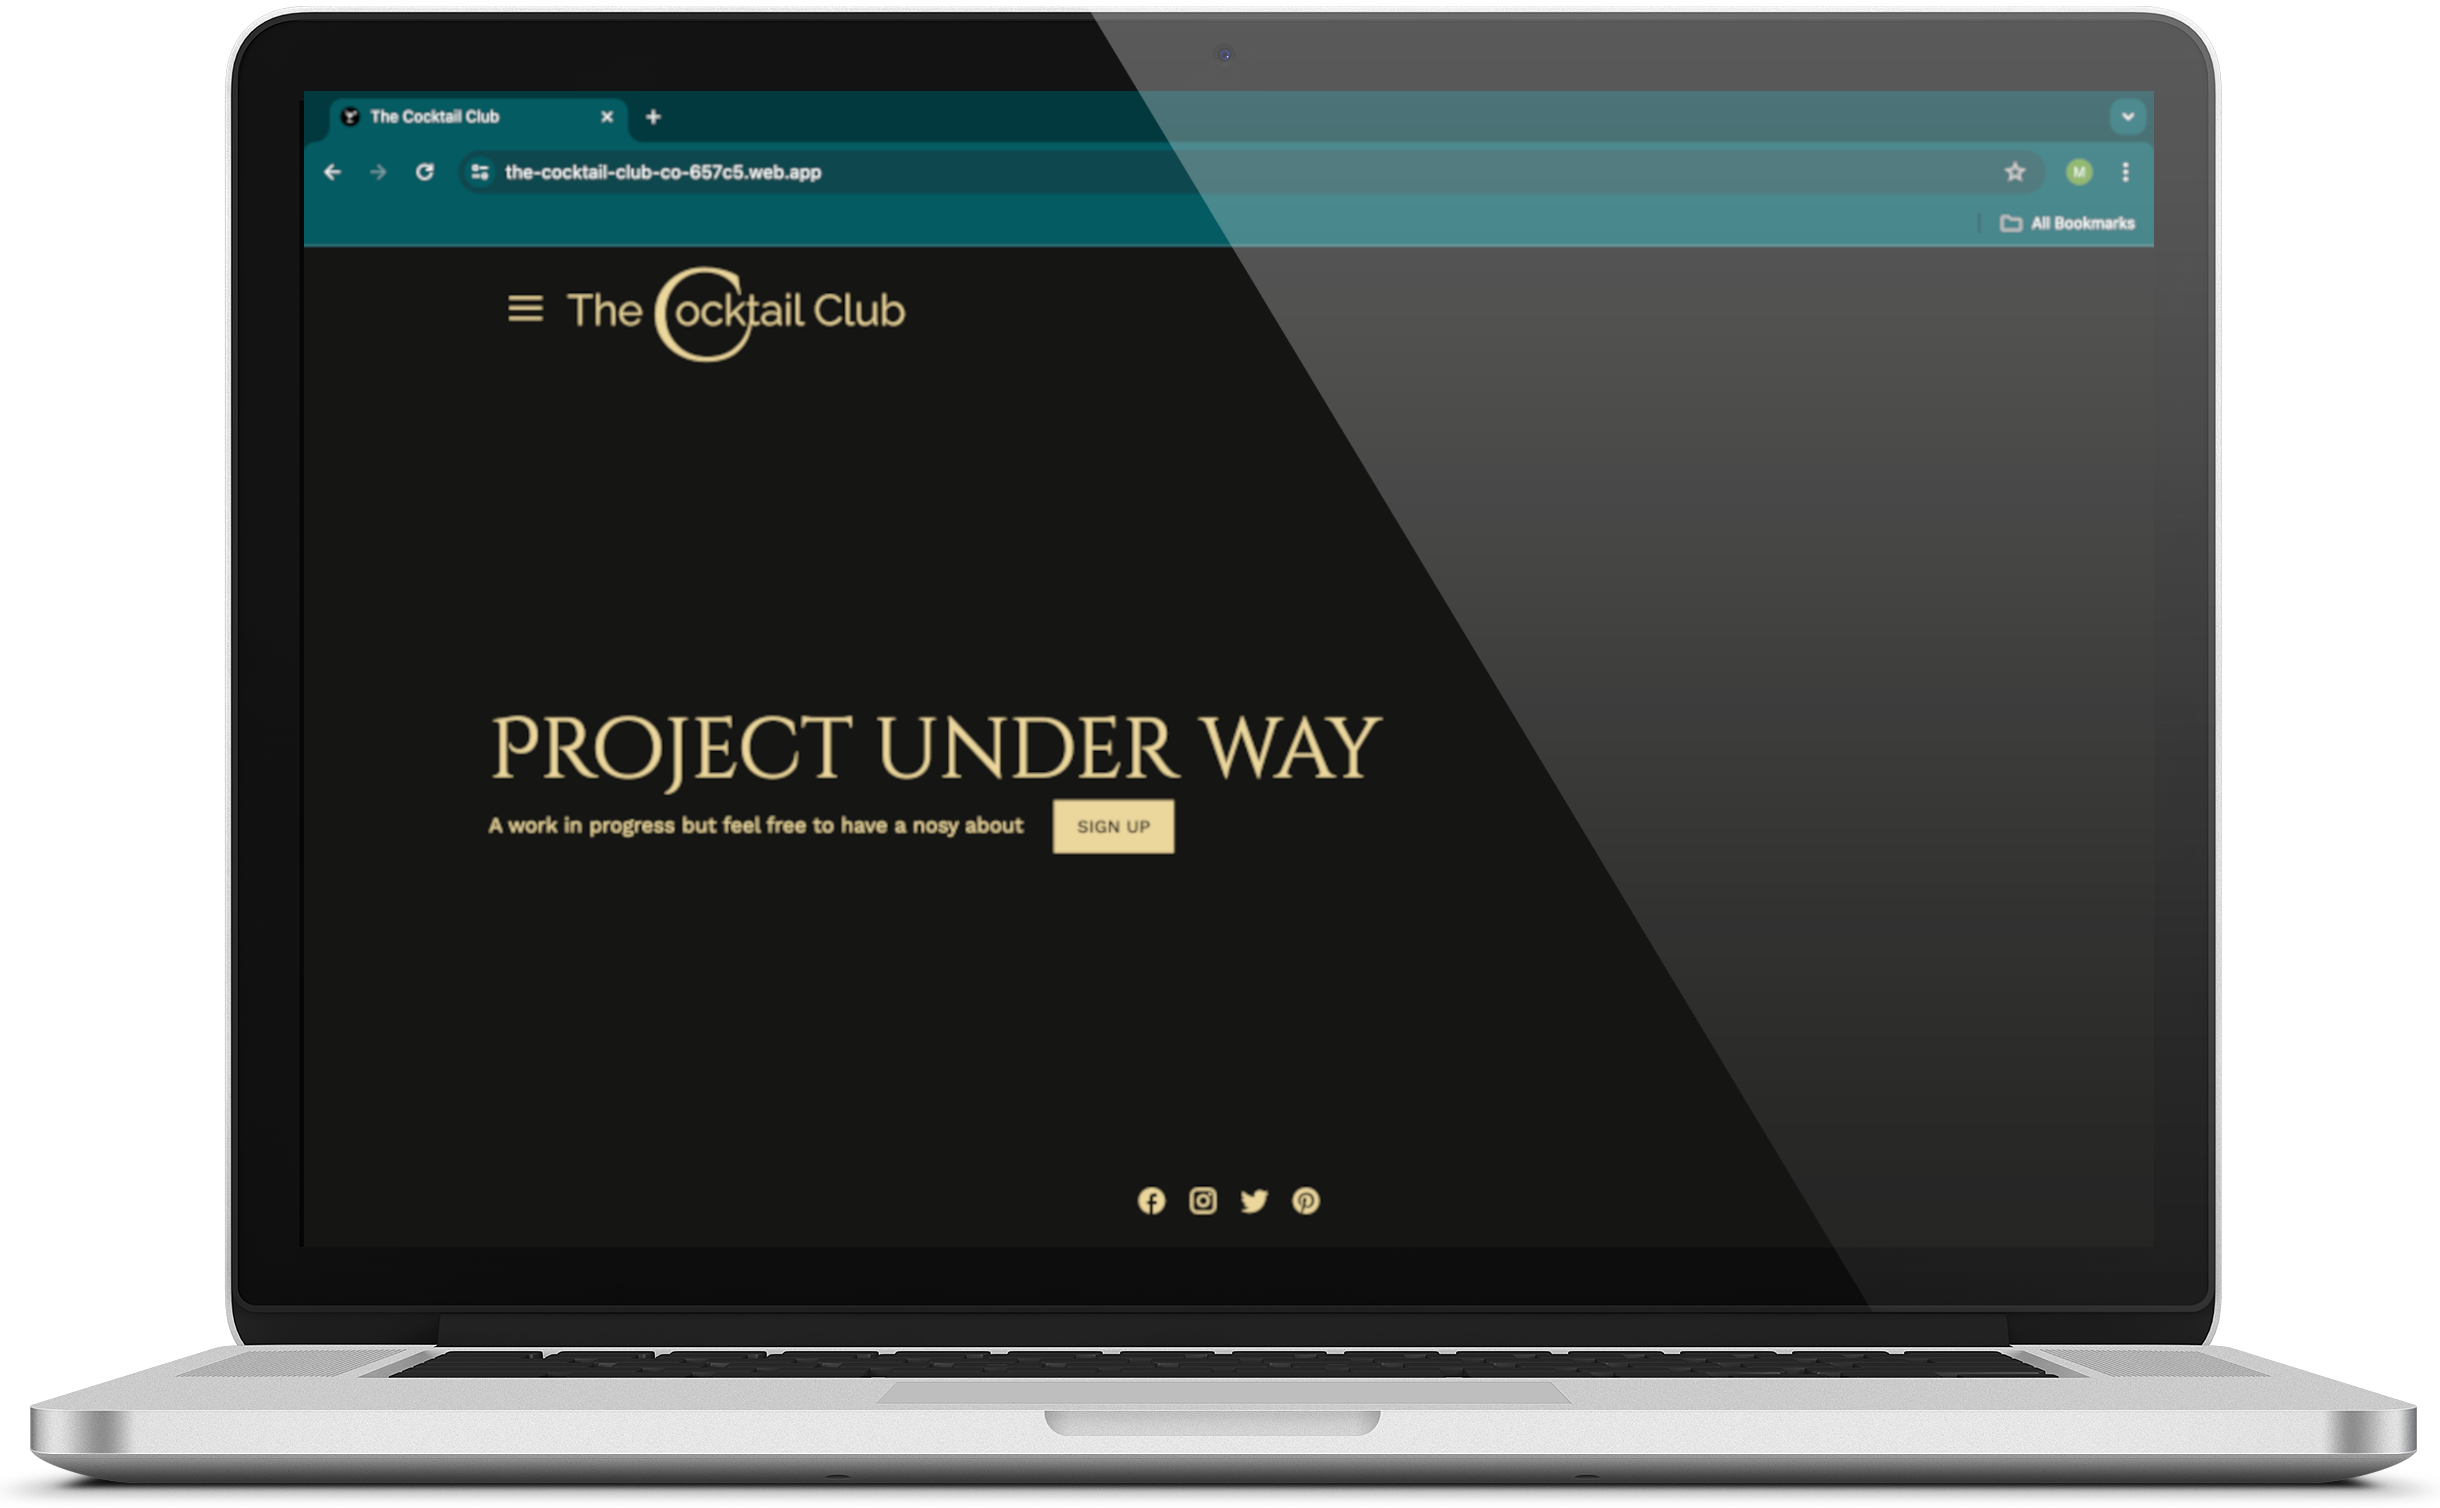 The Cocktail Club
the-cocktail-club-co-657c5.web.app
M
All Bookmarks
The Cocktail Club
PROJECT UNDER WAY
A work in progress but feel free to have a nosy about
SIGN UP